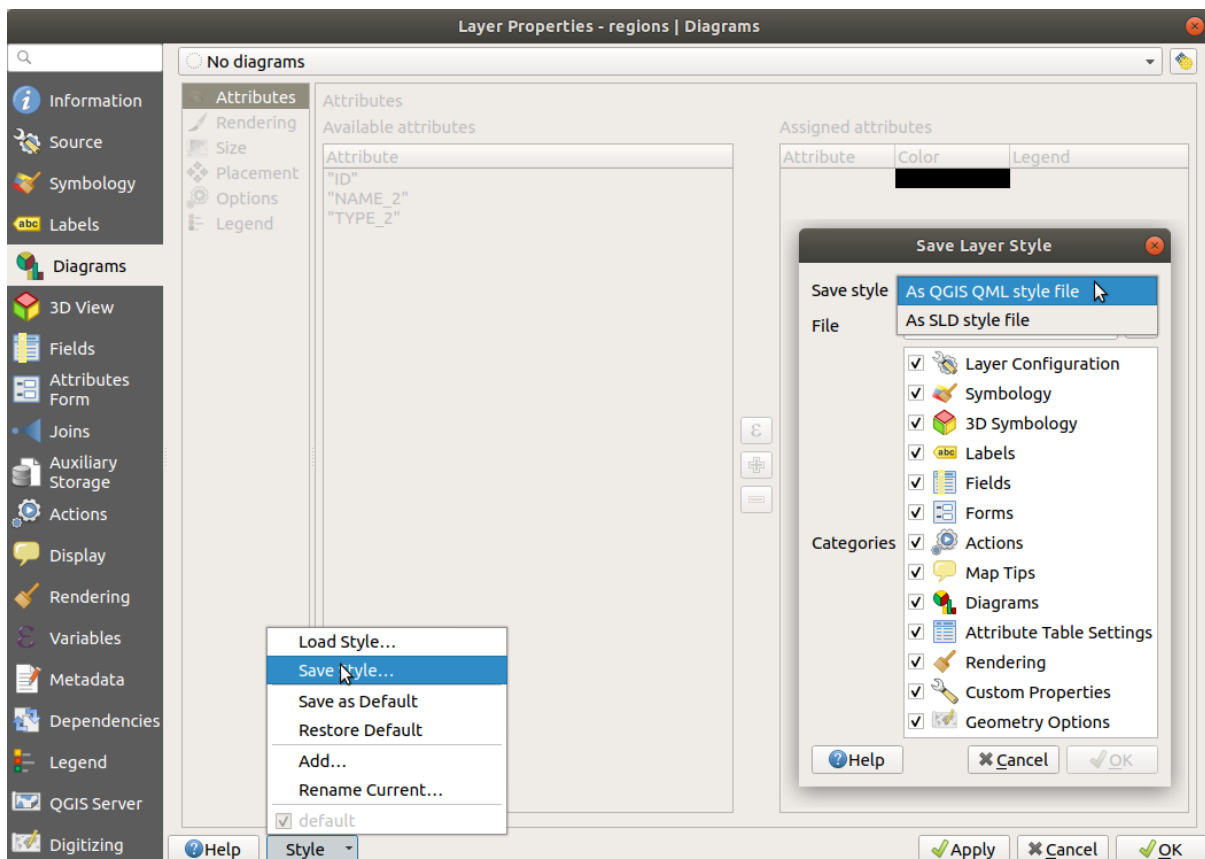 Layer Properties - regions | Diagrams
No diagrams
Information
Source
Symbology
abc Labels
Diagrams
3D View
Fields
Attributes
Form
Joins
Auxiliary
Storage
Actions
Display
Rendering
Variables
Metadata
Dependencies
Legend
QGIS Server
Digitizing
Attributes
Rendering
Size
Placement
Options
Legend
Attributes
Available attributes
Attribute
"ID"
"NAME_2"
"TYPE_2"
ε
Assigned attributes
Attribute Color Legend
Save Layer Style
Save style As QGIS QML style file
As SLD style file
File
Categories
Layer Configuration
Symbology
3D Symbology
abc Labels
Fields
Forms
Actions
Map Tips
Diagrams
Attribute Table Settings
Rendering
Custom Properties
Geometry Options
Help Cancel OK
Load Style...
Save Style...
Save as Default
Restore Default
Add...
Rename Current...
default
Help Style Apply Cancel OK